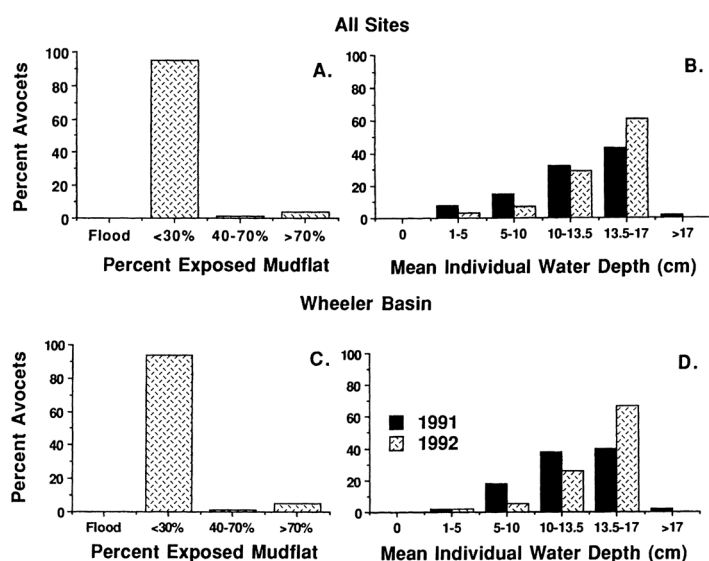 All Sites
A.
Percent Avocets
100
80
60
40
20
0
Flood <30% 40-70% >70%
Percent Exposed Mudflat
B.
100
80
60
40
20
0
0 1-5 5-10 10-13.5 13.5-17 >17
Mean Individual Water Depth (cm)
Wheeler Basin
C.
Percent Avocets
100
80
60
40
20
0
Flood <30% 40-70% >70%
Percent Exposed Mudflat
D.
100
80
60
40
20
0
1991
1992
0 1-5 5-10 10-13.5 13.5-17 >17
Mean Individual Water Depth (cm)